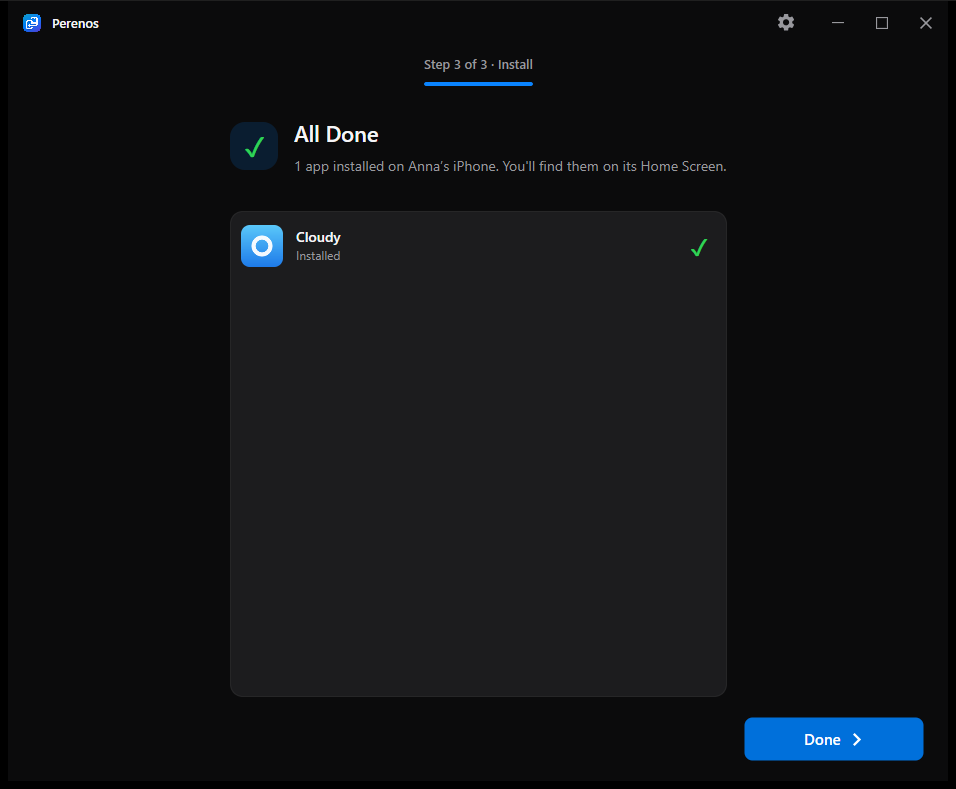 Perenos
Step 3 of 3 · Install
All Done
1 app installed on Anna’s iPhone. You'll find them on its Home Screen.
Cloudy
Installed
Done